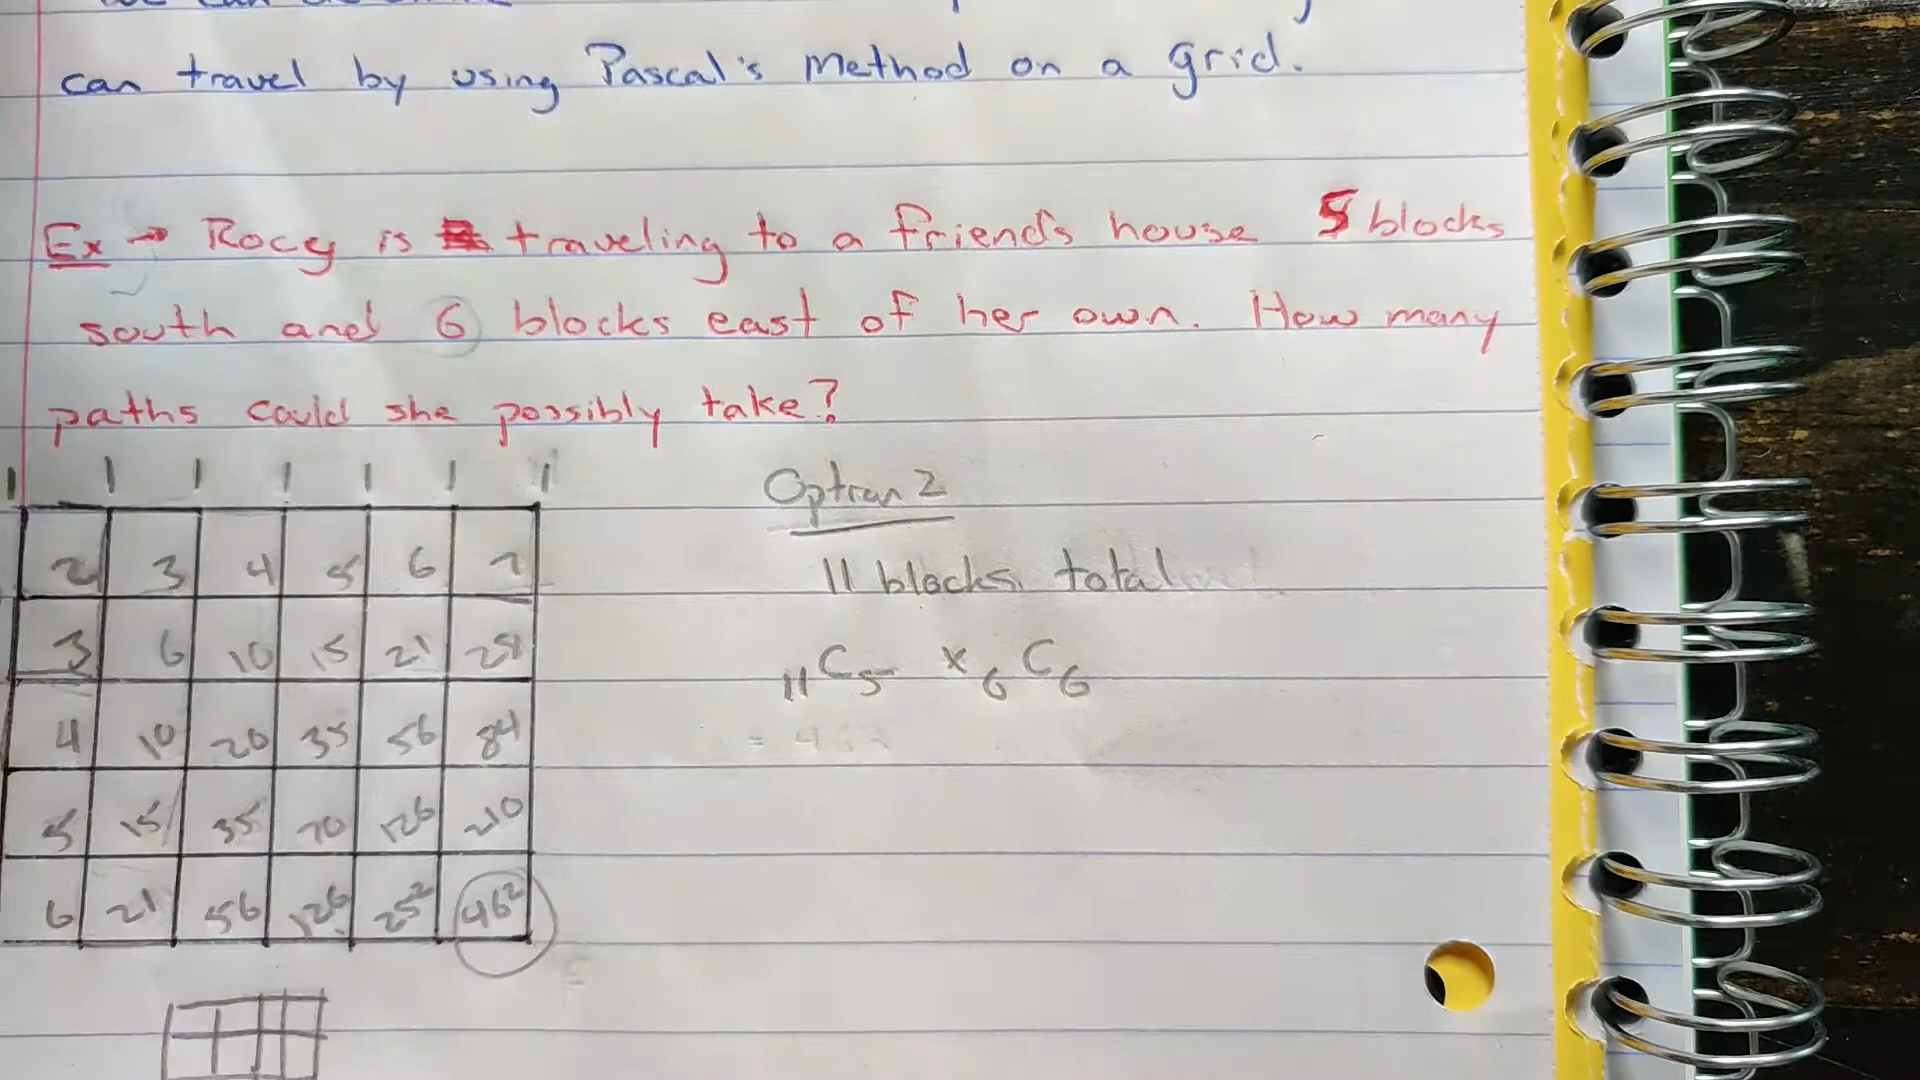 can travel by using Pascal's method on a grid.
Ex → Rocy is traveling to a friends house 5 blocks
south and 6 blocks east of her own. How many
paths could she possibly take?
1 1 1 1 1 1 1
Option 2
2 3 4 5 6 7
11 blocks total
3 6 10 15 21 28
11C5 x 6C6
4 10 20 35 56 84
= 462
5 15 35 70 126 210
6 21 56 126 252 462